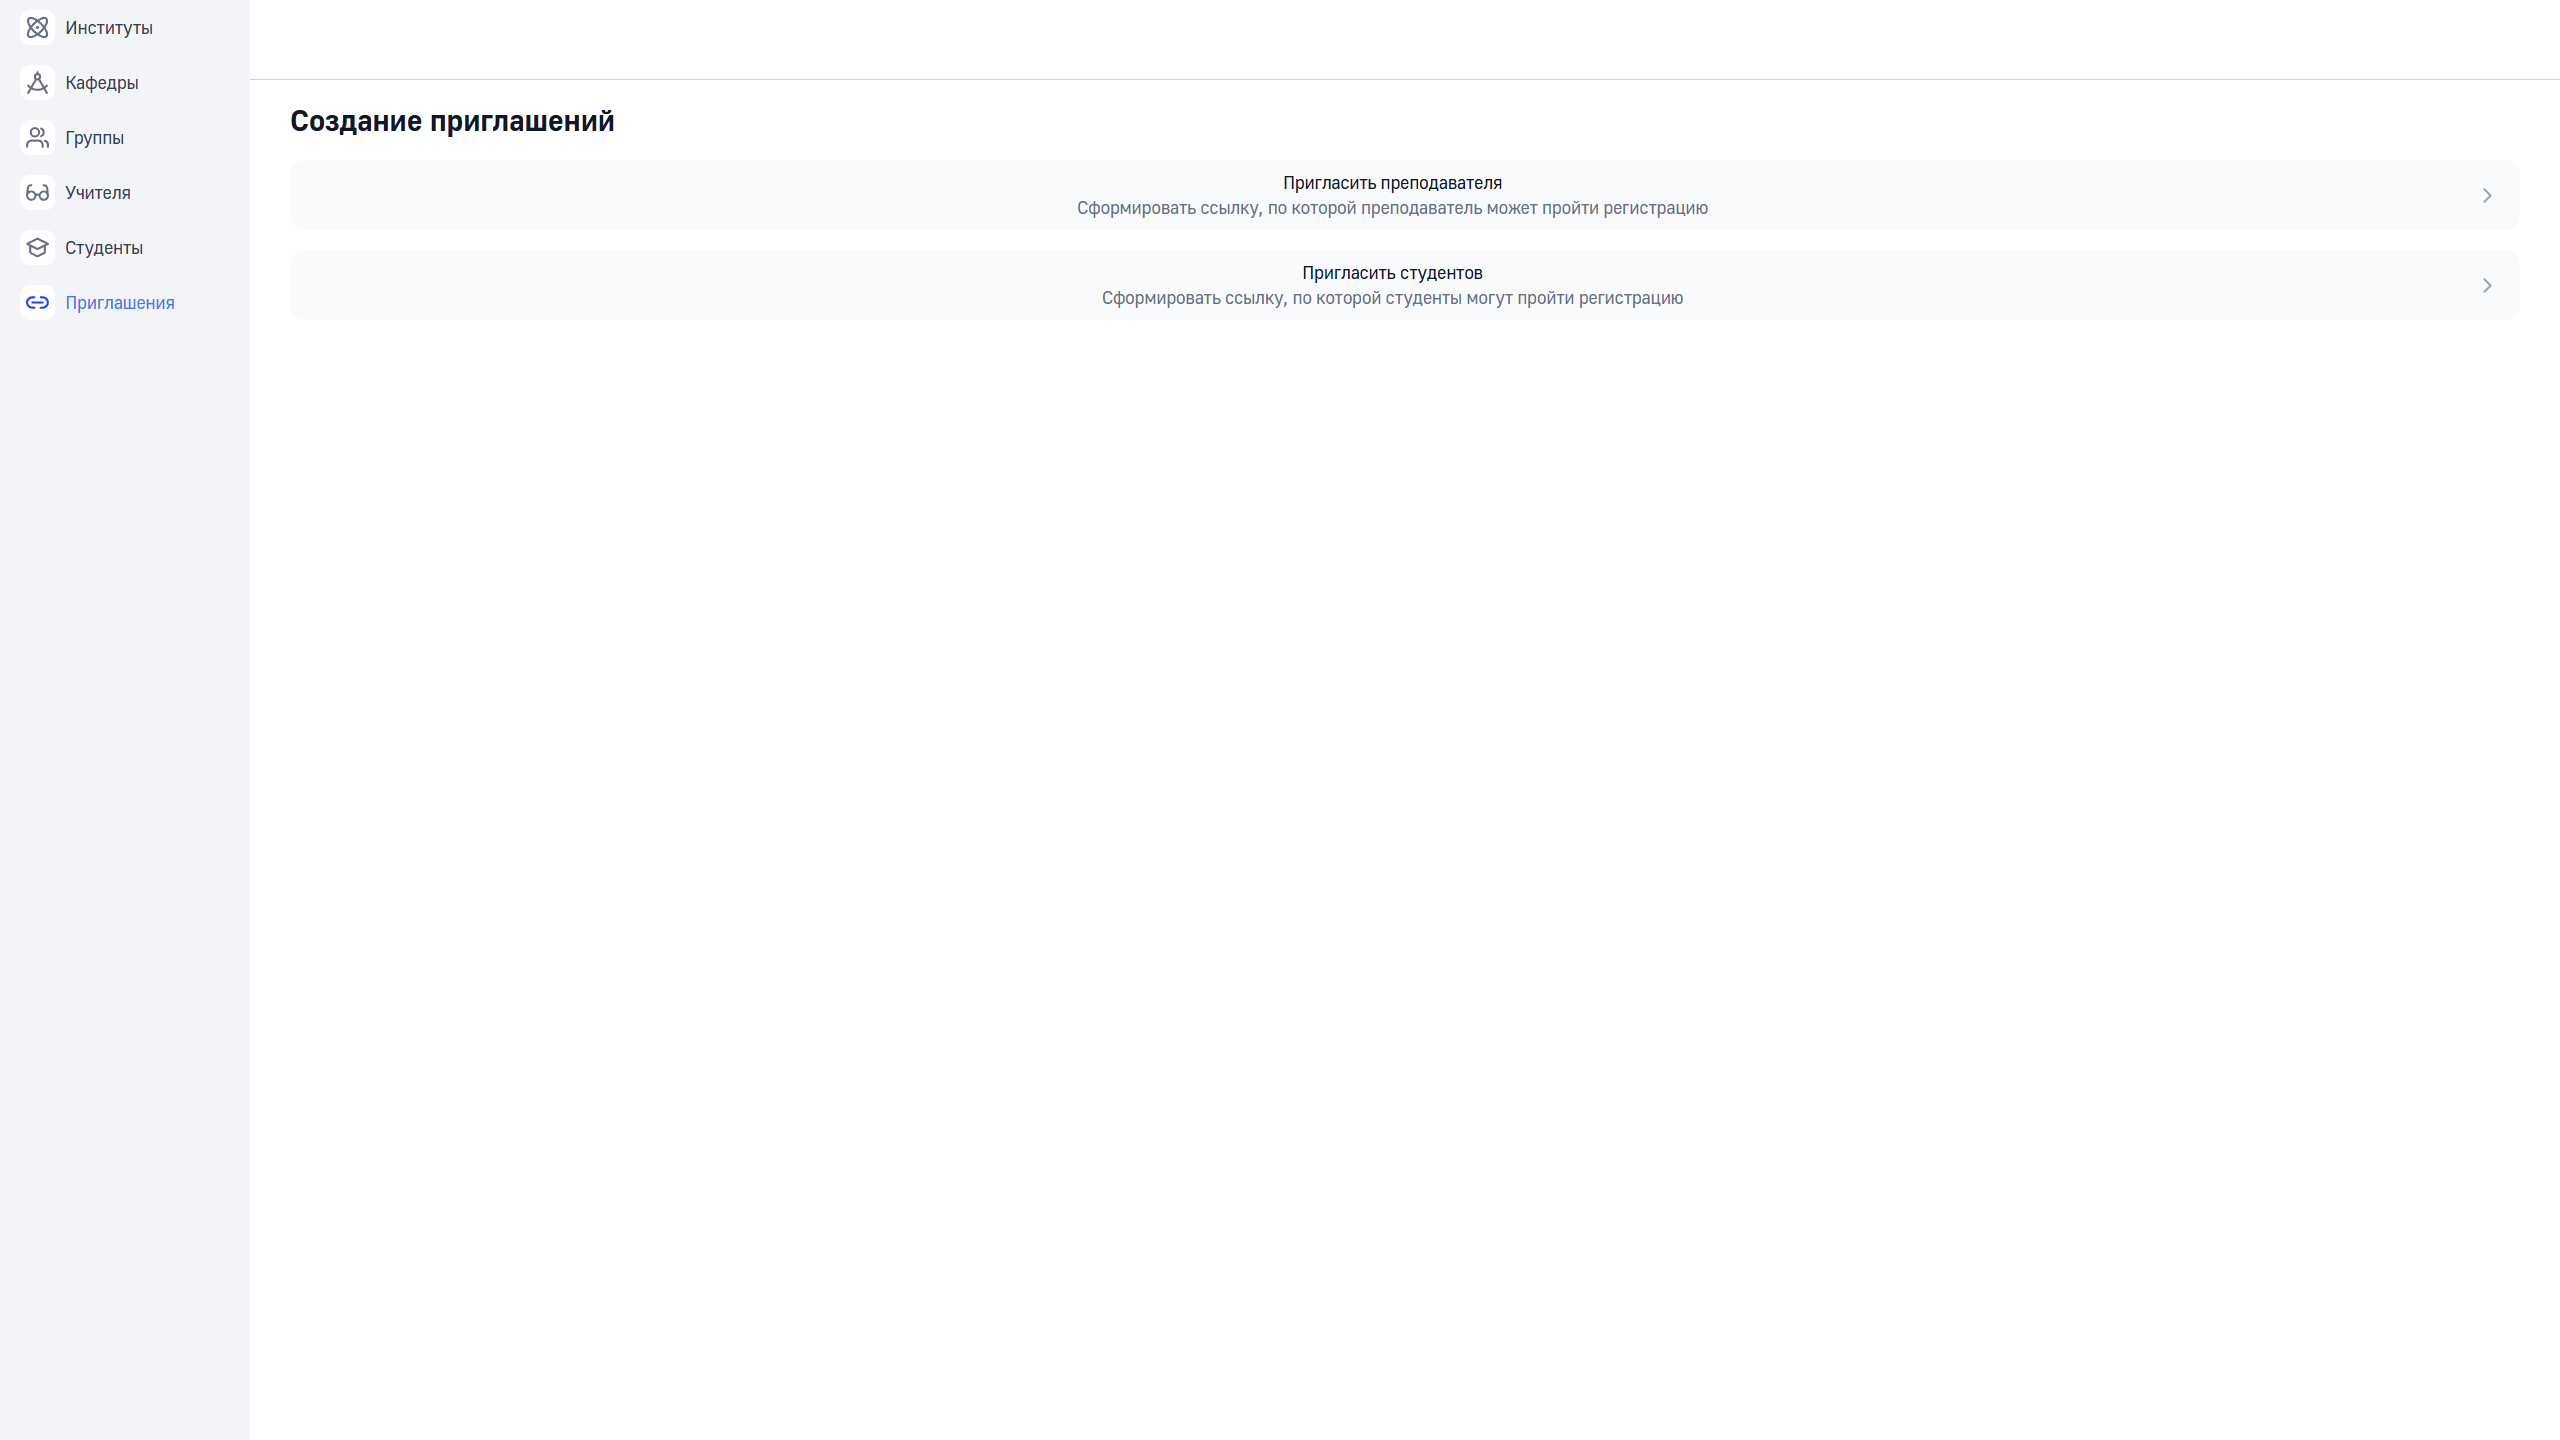 Институты
Кафедры
Группы
Учителя
Студенты
Приглашения
Создание приглашений
Пригласить преподавателя
Сформировать ссылку, по которой преподаватель может пройти регистрацию
Пригласить студентов
Сформировать ссылку, по которой студенты могут пройти регистрацию